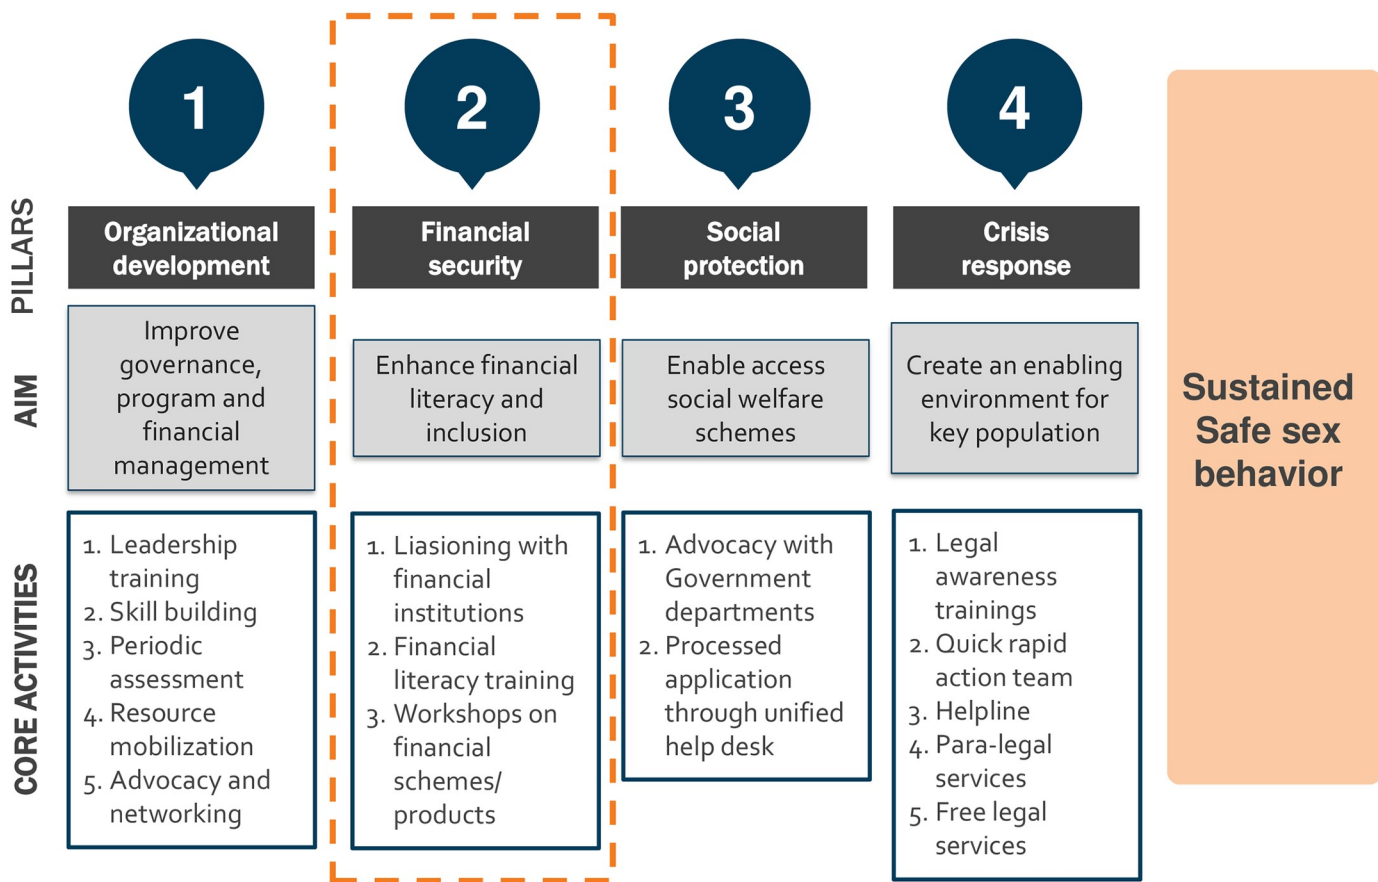 1
2
3
4
PILLARS
Organizational
development
Financial
security
Social
protection
Crisis
response
AIM
Improve
governance,
program and
financial
management
Enhance financial
literacy and
inclusion
Enable access
social welfare
schemes
Create an enabling
environment for
key population
CORE ACTIVITIES
1. Leadership
training
2. Skill building
3. Periodic
assessment
4. Resource
mobilization
5. Advocacy and
networking
1. Liasioning with
financial
institutions
2. Financial
literacy training
3. Workshops on
financial
schemes/
products
1. Advocacy with
Government
departments
2. Processed
application
through unified
help desk
1. Legal
awareness
trainings
2. Quick rapid
action team
3. Helpline
4. Para-legal
services
5. Free legal
services
Sustained
Safe sex
behavior